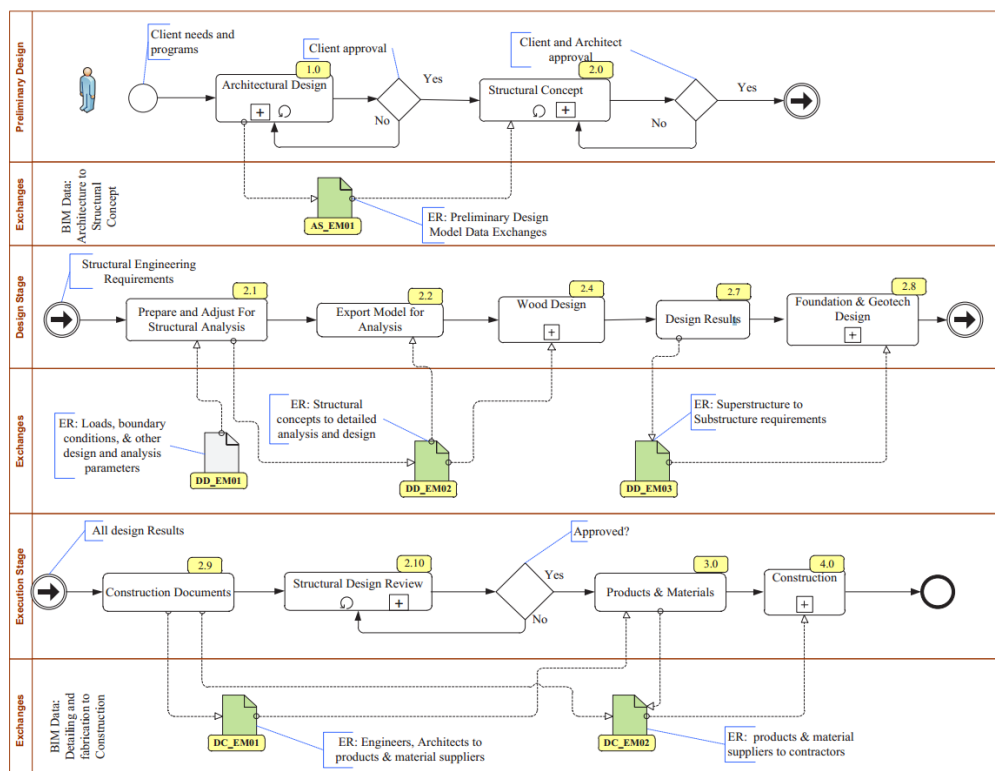 Preliminary Design
Client needs and
programs
Client approval
Client and Architect
approval
1.0
Architectural Design
Yes
No
2.0
Structural Concept
Yes
No
Exchanges
BIM Data:
Architecture to
Structural
Concept
AS_EM01
ER: Preliminary Design
Model Data Exchanges
Design Stage
Structural Engineering
Requirements
2.1
Prepare and Adjust For
Structural Analysis
2.2
Export Model for
Analysis
2.4
Wood Design
2.7
Design Results
2.8
Foundation & Geotech
Design
Exchanges
ER: Loads, boundary
conditions, & other
design and analysis
parameters
DD_EM01
ER: Structural
concepts to detailed
analysis and design
DD_EM02
ER: Superstructure to
Substructure requirements
DD_EM03
Execution Stage
All design Results
2.9
Construction Documents
2.10
Structural Design Review
Approved?
Yes
No
3.0
Products & Materials
4.0
Construction
Exchanges
BIM Data:
Detailing and
fabrication to
Construction
DC_EM01
ER: Engineers, Architects to
products & material suppliers
DC_EM02
ER: products & material
suppliers to contractors